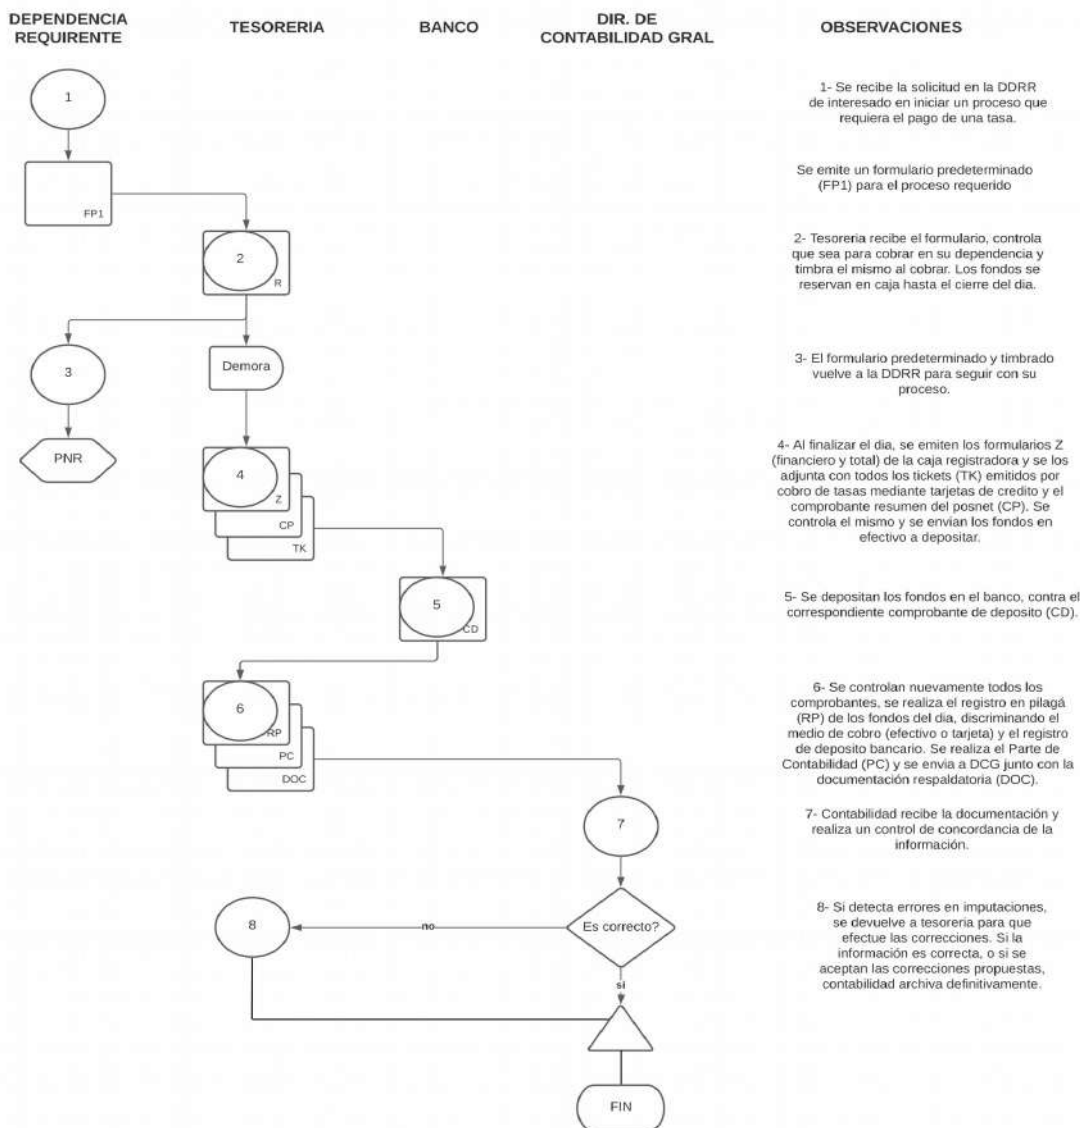 DEPENDENCIA
REQUIRENTE
TESORERIA
BANCO
DIR. DE
CONTABILIDAD GRAL
OBSERVACIONES
1
1- Se recibe la solicitud en la DDRR
de interesado en iniciar un proceso que
requiera el pago de una tasa.
FP1
Se emite un formulario predeterminado
(FP1) para el proceso requerido
2
R
2- Tesoreria recibe el formulario, controla
que sea para cobrar en su dependencia y
timbra el mismo al cobrar. Los fondos se
reservan en caja hasta el cierre del dia.
3
Demora
3- El formulario predeterminado y timbrado
vuelve a la DDRR para seguir con su
proceso.
PNR
4
Z
CP
TK
4- Al finalizar el dia, se emiten los formularios Z
(financiero y total) de la caja registradora y se los
adjunta con todos los tickets (TK) emitidos por
cobro de tasas mediante tarjetas de credito y el
comprobante resumen del posnet (CP). Se
controla el mismo y se envian los fondos en
efectivo a depositar.
5
CD
5- Se depositan los fondos en el banco, contra el
correspondiente comprobante de deposito (CD).
6
RP
PC
DOC
6- Se controlan nuevamente todos los
comprobantes, se realiza el registro en pilagá
(RP) de los fondos del dia, discriminando el
medio de cobro (efectivo o tarjeta) y el registro
de deposito bancario. Se realiza el Parte de
Contabilidad (PC) y se envia a DCG junto con la
documentación respaldatoria (DOC).
7
7- Contabilidad recibe la documentación y
realiza un control de concordancia de la
información.
8
no
Es correcto?
8- Si detecta errores en imputaciones,
se devuelve a tesoreria para que
efectue las correcciones. Si la
información es correcta, o si se
aceptan las correcciones propuestas,
contabilidad archiva definitivamente.
si
FIN